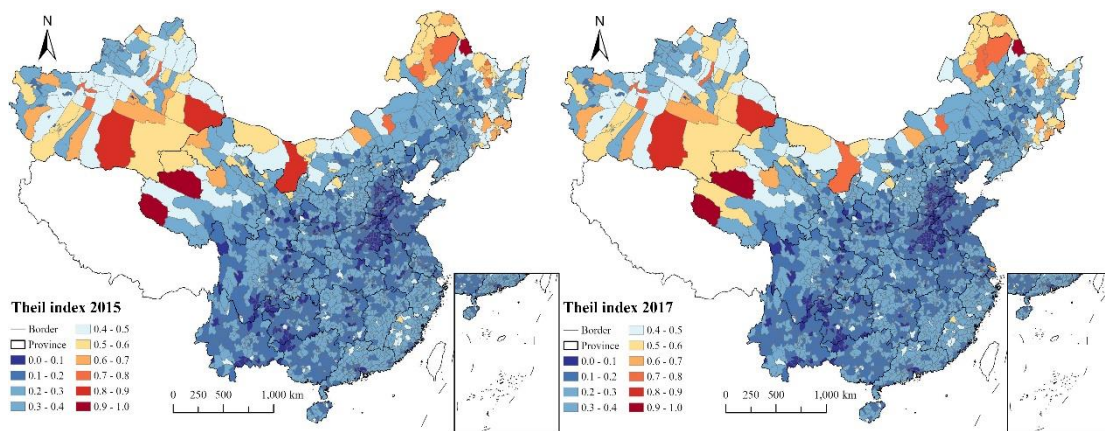 N
Theil index 2015
Border
Province
0.0 - 0.1
0.1 - 0.2
0.2 - 0.3
0.3 - 0.4
0.4 - 0.5
0.5 - 0.6
0.6 - 0.7
0.7 - 0.8
0.8 - 0.9
0.9 - 1.0
0 250 500 1,000 km
N
Theil index 2017
Border
Province
0.0 - 0.1
0.1 - 0.2
0.2 - 0.3
0.3 - 0.4
0.4 - 0.5
0.5 - 0.6
0.6 - 0.7
0.7 - 0.8
0.8 - 0.9
0.9 - 1.0
0 250 500 1,000 km